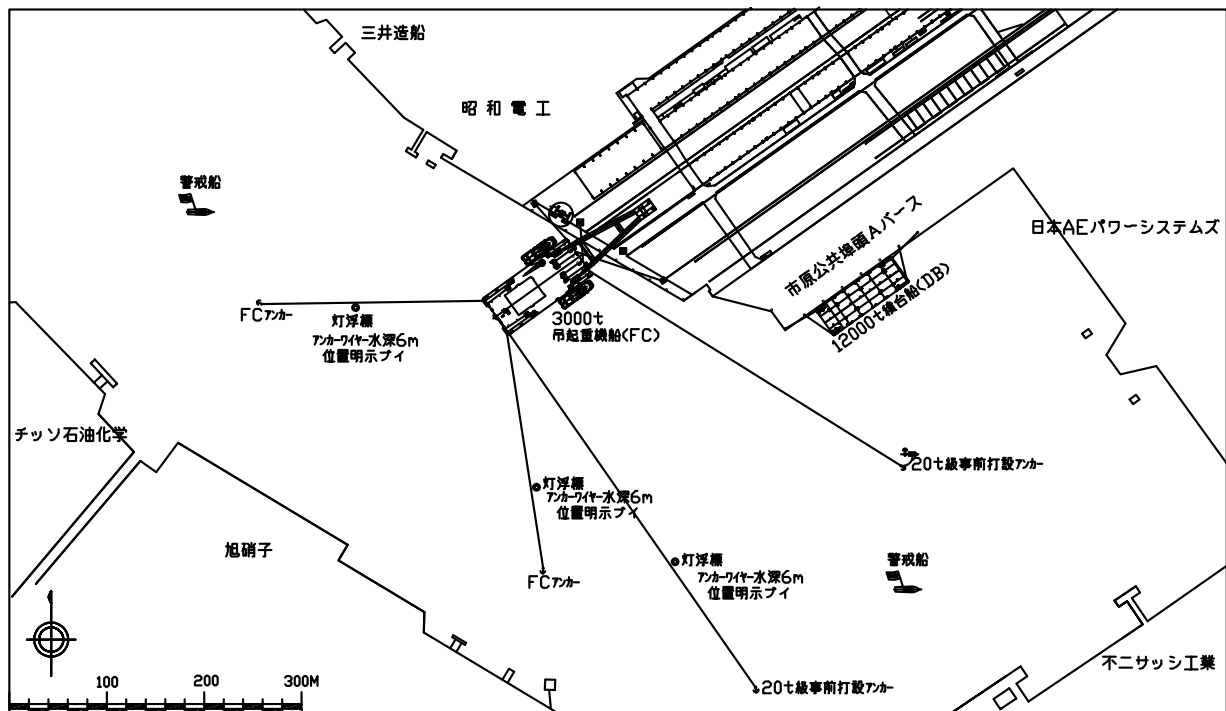 三井造船
昭和電工
警戒船
市原公共埠頭Aバース
日本AEパワーシステムズ
12000t積台船(DB)
FCアンカー
灯浮標
アンカーワイヤー水深6m
位置明示ブイ
3000t
吊起重機船(FC)
チッソ石油化学
20t級事前打設アンカー
灯浮標
アンカーワイヤー水深6m
位置明示ブイ
旭硝子
FCアンカー
灯浮標
アンカーワイヤー水深6m
位置明示ブイ
警戒船
不二サッシ工業
20t級事前打設アンカー
100
200
300M